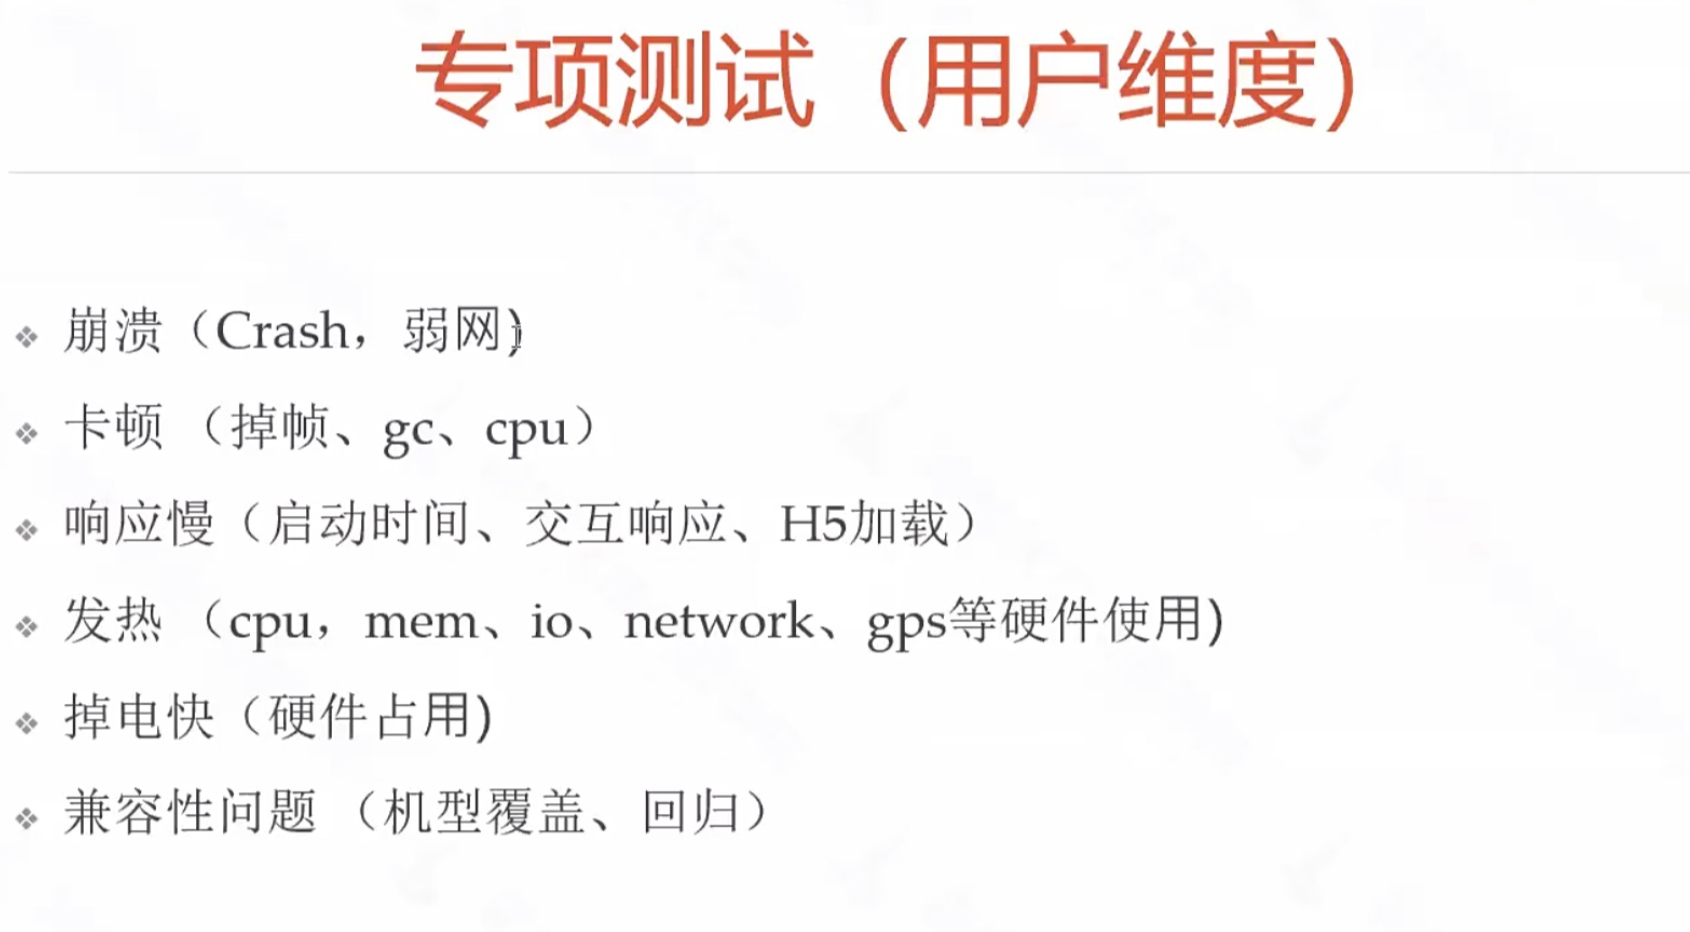 专项测试（用户维度）
崩溃（Crash，弱网)
卡顿 （掉帧、gc、cpu）
响应慢（启动时间、交互响应、H5加载）
发热 （cpu，mem、io、network、gps等硬件使用)
掉电快（硬件占用)
兼容性问题 （机型覆盖、回归）